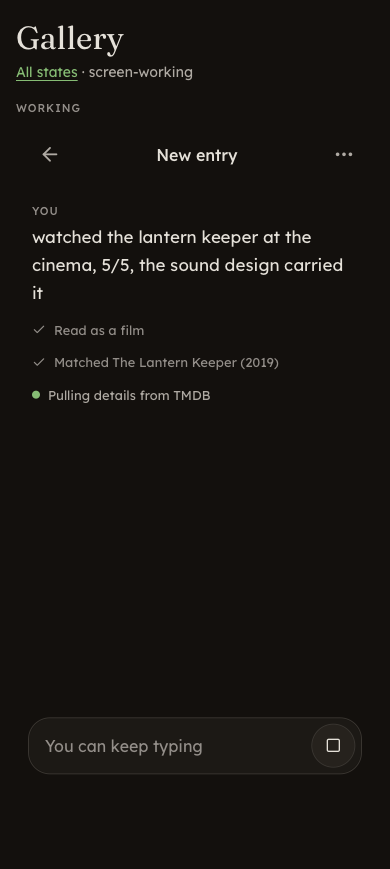 Gallery
All states · screen-working
WORKING
New entry
YOU
watched the lantern keeper at the
cinema, 5/5, the sound design carried
it
Read as a film
Matched The Lantern Keeper (2019)
Pulling details from TMDB
You can keep typing